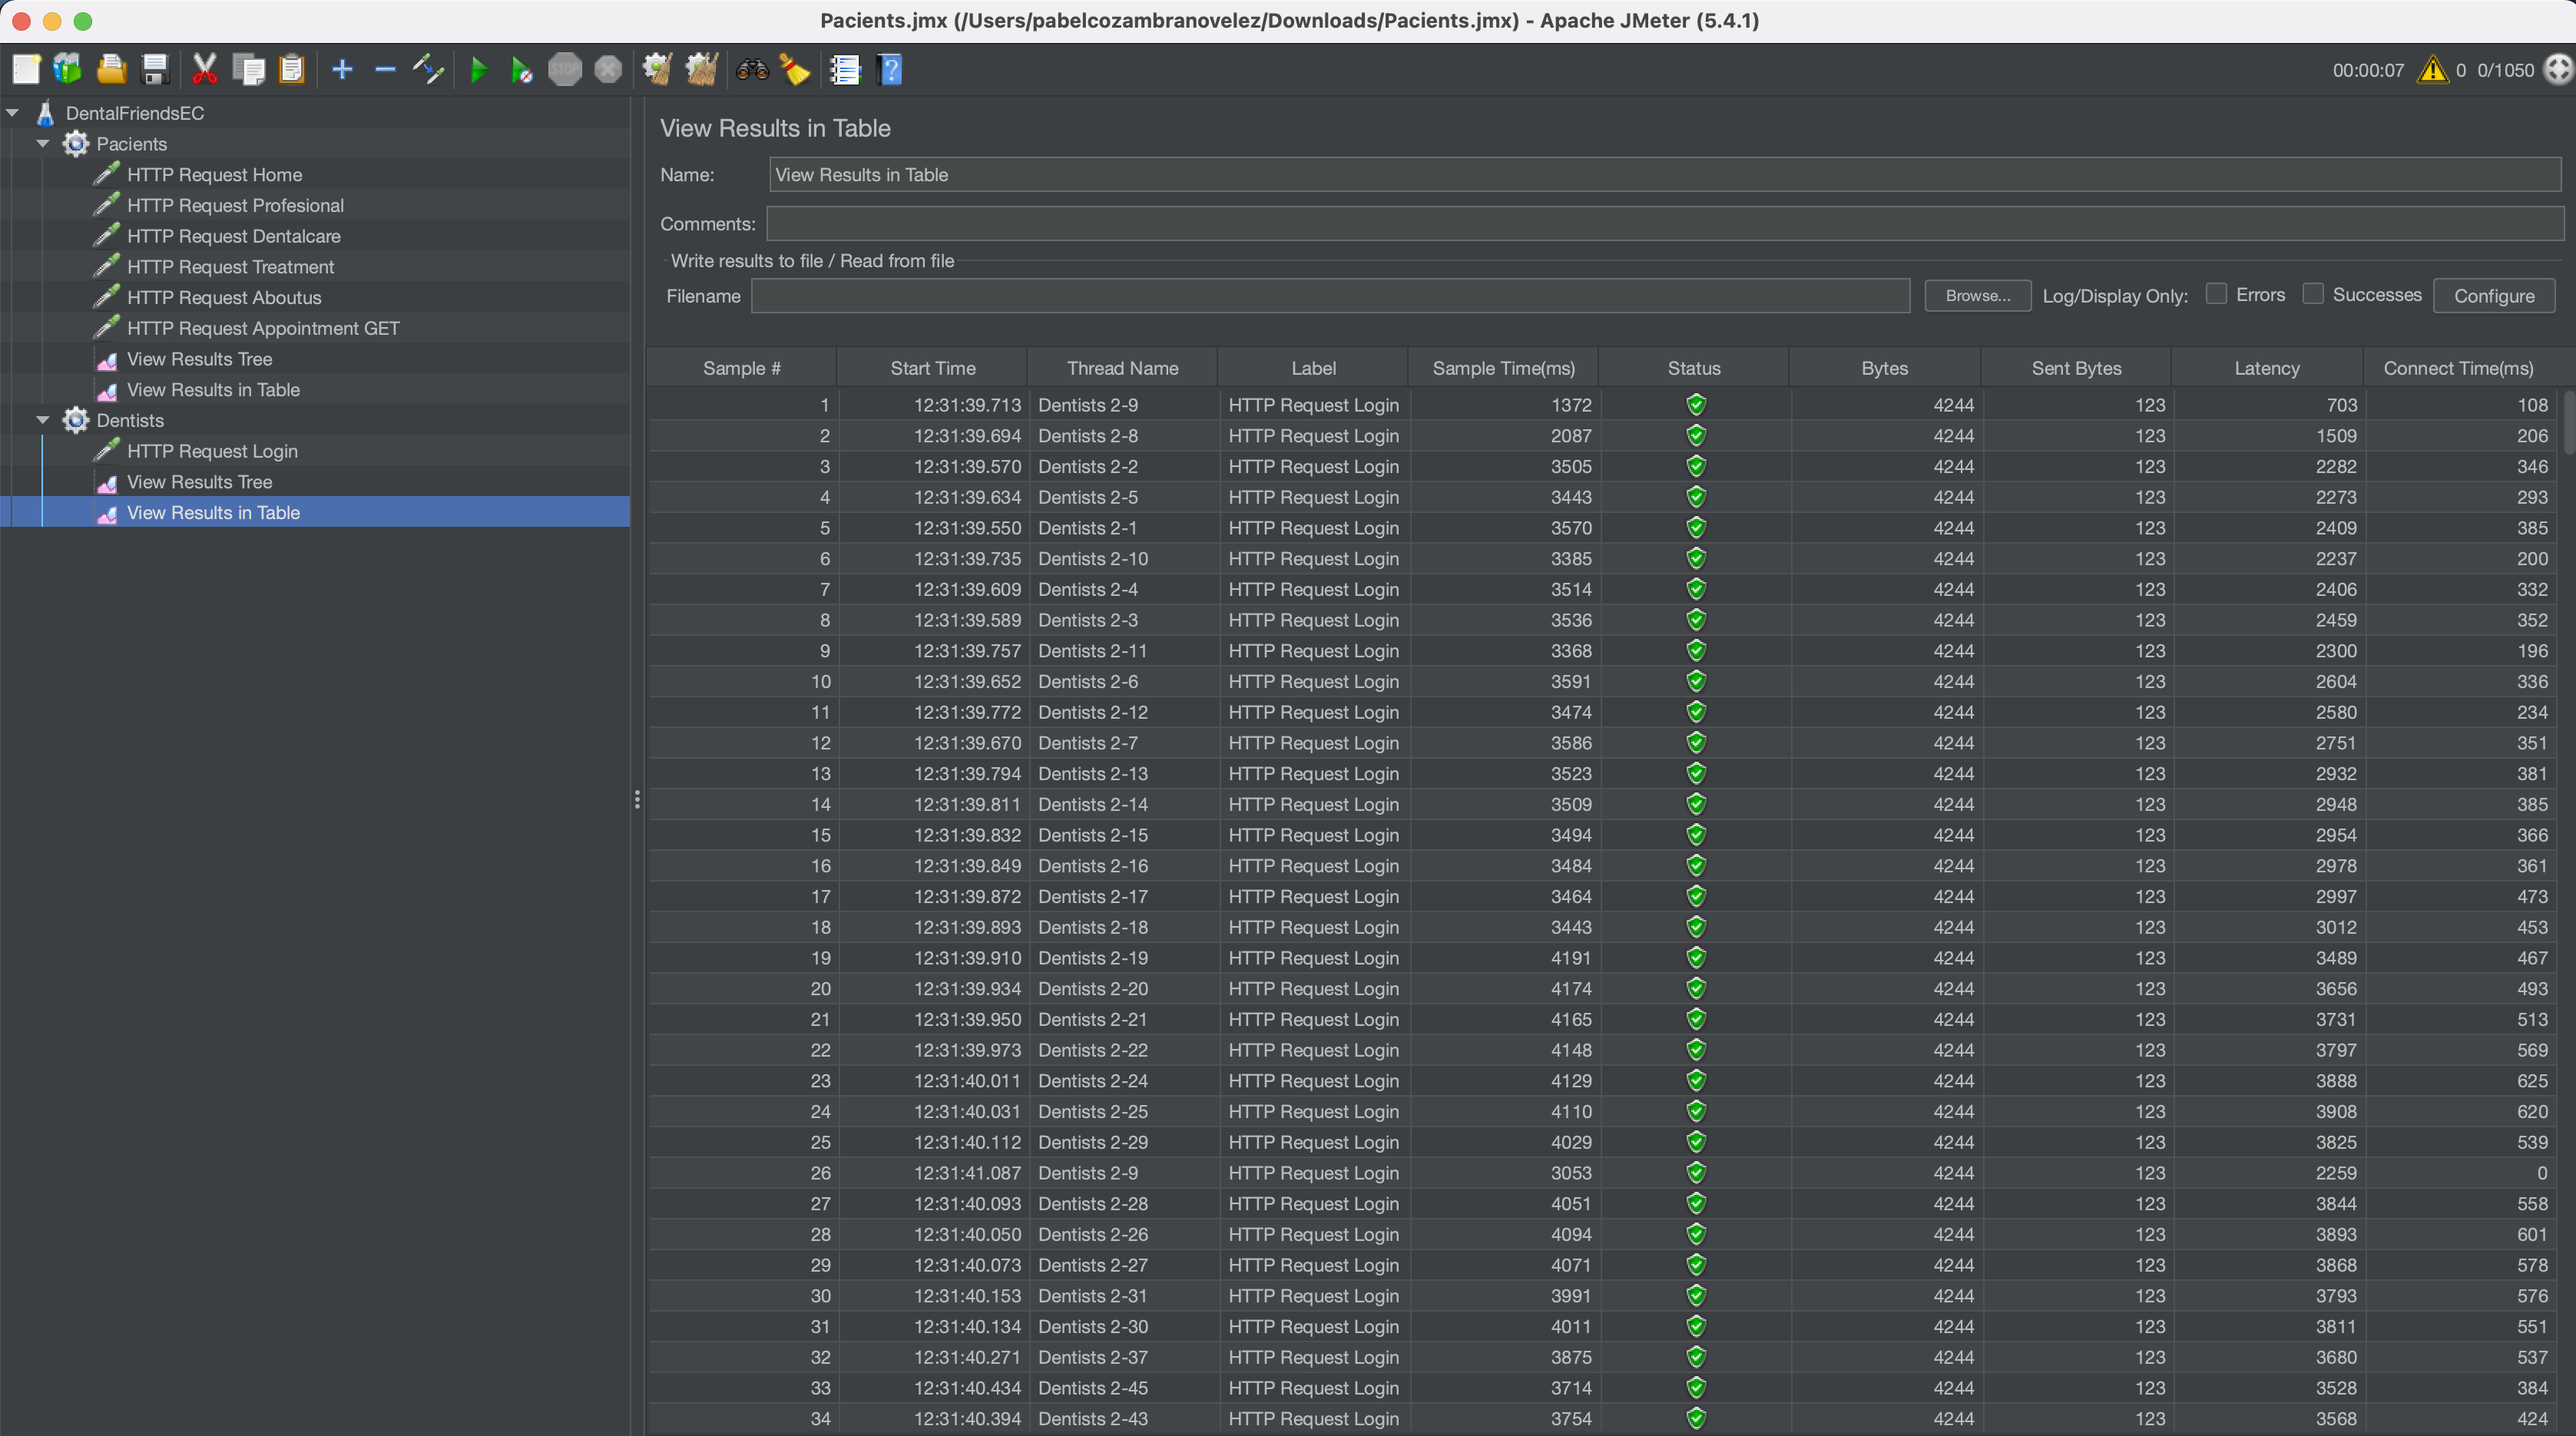 Pacients.jmx (/Users/pabelcozambranovelez/Downloads/Pacients.jmx) - Apache JMeter (5.4.1)
STOP
?
00:00:07 0 0/1050
DentalFriendsEC
Pacients
HTTP Request Home
HTTP Request Profesional
HTTP Request Dentalcare
HTTP Request Treatment
HTTP Request Aboutus
HTTP Request Appointment GET
View Results Tree
View Results in Table
Dentists
HTTP Request Login
View Results Tree
View Results in Table
View Results in Table
Name: View Results in Table
Comments:
Write results to file / Read from file
Filename Browse... Log/Display Only: Errors Successes Configure
Sample # Start Time Thread Name Label Sample Time(ms) Status Bytes Sent Bytes Latency Connect Time(ms)
1 12:31:39.713 Dentists 2-9 HTTP Request Login 1372 4244 123 703 108
2 12:31:39.694 Dentists 2-8 HTTP Request Login 2087 4244 123 1509 206
3 12:31:39.570 Dentists 2-2 HTTP Request Login 3505 4244 123 2282 346
4 12:31:39.634 Dentists 2-5 HTTP Request Login 3443 4244 123 2273 293
5 12:31:39.550 Dentists 2-1 HTTP Request Login 3570 4244 123 2409 385
6 12:31:39.735 Dentists 2-10 HTTP Request Login 3385 4244 123 2237 200
7 12:31:39.609 Dentists 2-4 HTTP Request Login 3514 4244 123 2406 332
8 12:31:39.589 Dentists 2-3 HTTP Request Login 3536 4244 123 2459 352
9 12:31:39.757 Dentists 2-11 HTTP Request Login 3368 4244 123 2300 196
10 12:31:39.652 Dentists 2-6 HTTP Request Login 3591 4244 123 2604 336
11 12:31:39.772 Dentists 2-12 HTTP Request Login 3474 4244 123 2580 234
12 12:31:39.670 Dentists 2-7 HTTP Request Login 3586 4244 123 2751 351
13 12:31:39.794 Dentists 2-13 HTTP Request Login 3523 4244 123 2932 381
14 12:31:39.811 Dentists 2-14 HTTP Request Login 3509 4244 123 2948 385
15 12:31:39.832 Dentists 2-15 HTTP Request Login 3494 4244 123 2954 366
16 12:31:39.849 Dentists 2-16 HTTP Request Login 3484 4244 123 2978 361
17 12:31:39.872 Dentists 2-17 HTTP Request Login 3464 4244 123 2997 473
18 12:31:39.893 Dentists 2-18 HTTP Request Login 3443 4244 123 3012 453
19 12:31:39.910 Dentists 2-19 HTTP Request Login 4191 4244 123 3489 467
20 12:31:39.934 Dentists 2-20 HTTP Request Login 4174 4244 123 3656 493
21 12:31:39.950 Dentists 2-21 HTTP Request Login 4165 4244 123 3731 513
22 12:31:39.973 Dentists 2-22 HTTP Request Login 4148 4244 123 3797 569
23 12:31:40.011 Dentists 2-24 HTTP Request Login 4129 4244 123 3888 625
24 12:31:40.031 Dentists 2-25 HTTP Request Login 4110 4244 123 3908 620
25 12:31:40.112 Dentists 2-29 HTTP Request Login 4029 4244 123 3825 539
26 12:31:41.087 Dentists 2-9 HTTP Request Login 3053 4244 123 2259 0
27 12:31:40.093 Dentists 2-28 HTTP Request Login 4051 4244 123 3844 558
28 12:31:40.050 Dentists 2-26 HTTP Request Login 4094 4244 123 3893 601
29 12:31:40.073 Dentists 2-27 HTTP Request Login 4071 4244 123 3868 578
30 12:31:40.153 Dentists 2-31 HTTP Request Login 3991 4244 123 3793 576
31 12:31:40.134 Dentists 2-30 HTTP Request Login 4011 4244 123 3811 551
32 12:31:40.271 Dentists 2-37 HTTP Request Login 3875 4244 123 3680 537
33 12:31:40.434 Dentists 2-45 HTTP Request Login 3714 4244 123 3528 384
34 12:31:40.394 Dentists 2-43 HTTP Request Login 3754 4244 123 3568 424